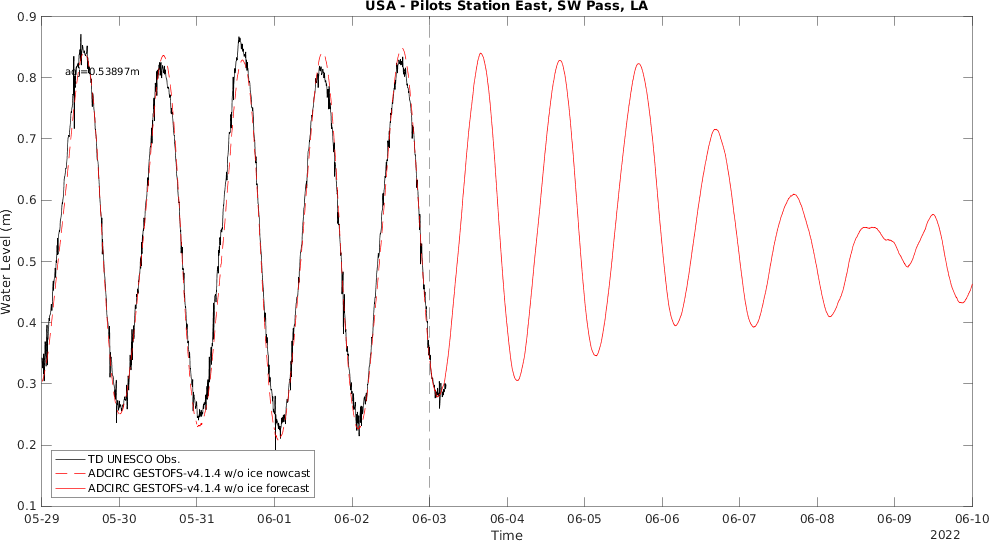 USA - Pilots Station East, SW Pass, LA
0.9
0.8
0.7
0.6
0.5
0.4
0.3
0.2
0.1
Water Level (m)
adj=0.53897m
TD UNESCO Obs.
ADCIRC GESTOFS-v4.1.4 w/o ice nowcast
ADCIRC GESTOFS-v4.1.4 w/o ice forecast
05-29 05-30 05-31 06-01 06-02 06-03 06-04 06-05 06-06 06-07 06-08 06-09 06-10
Time
2022